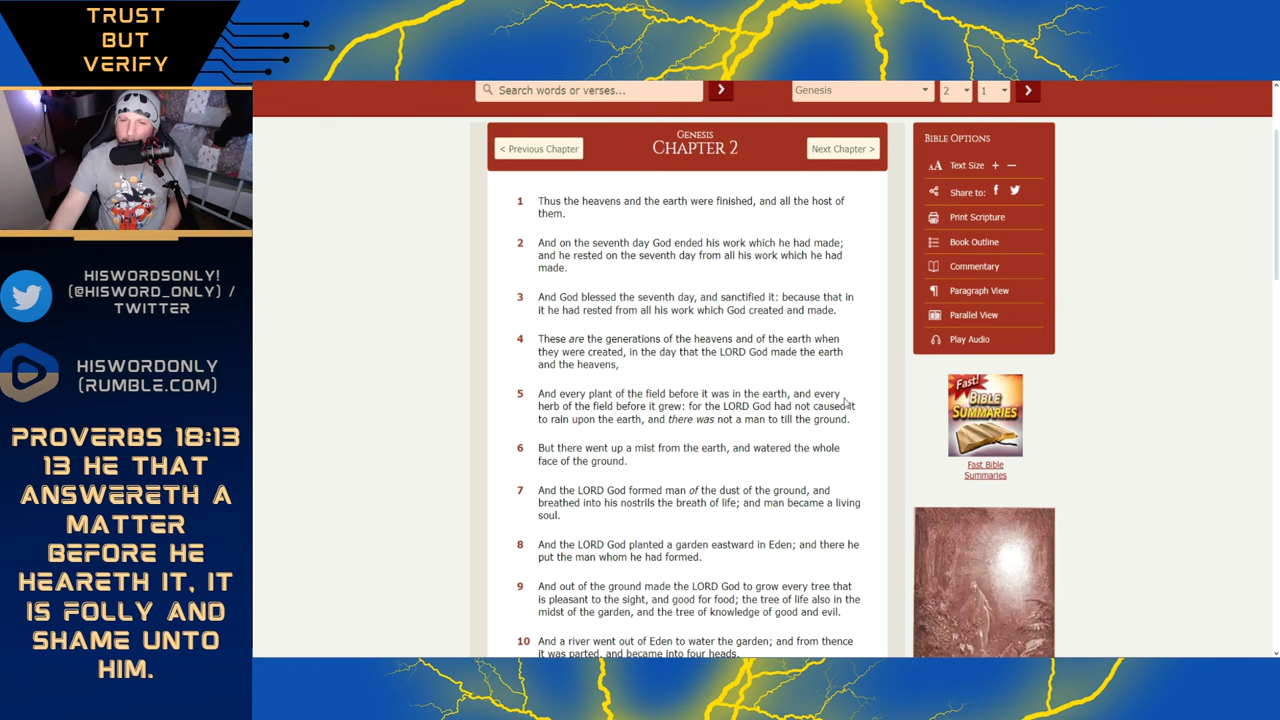 TRUST
BUT
VERIFY
HISWORDSONLY!
(@HISWORD_ONLY) /
TWITTER
HISWORDONLY
(RUMBLE.COM)
PROVERBS 18:13
13 HE THAT
ANSWERETH A
MATTER
BEFORE HE
HEARETH IT, IT
IS FOLLY AND
SHAME UNTO
HIM.
Search words or verses...
>
Genesis
2
1
>
< Previous Chapter
GENESIS
CHAPTER 2
Next Chapter >
1 Thus the heavens and the earth were finished, and all the host of
them.
2 And on the seventh day God ended his work which he had made;
and he rested on the seventh day from all his work which he had
made.
3 And God blessed the seventh day, and sanctified it: because that in
it he had rested from all his work which God created and made.
4 These are the generations of the heavens and of the earth when
they were created, in the day that the LORD God made the earth
and the heavens,
5 And every plant of the field before it was in the earth, and every
herb of the field before it grew: for the LORD God had not caused it
to rain upon the earth, and there was not a man to till the ground.
6 But there went up a mist from the earth, and watered the whole
face of the ground.
7 And the LORD God formed man of the dust of the ground, and
breathed into his nostrils the breath of life; and man became a living
soul.
8 And the LORD God planted a garden eastward in Eden; and there he
put the man whom he had formed.
9 And out of the ground made the LORD God to grow every tree that
is pleasant to the sight, and good for food; the tree of life also in the
midst of the garden, and the tree of knowledge of good and evil.
10 And a river went out of Eden to water the garden; and from thence
it was parted, and became into four heads.
BIBLE OPTIONS
AA Text Size + −
Share to:
Print Scripture
Book Outline
Commentary
¶ Paragraph View
Parallel View
Play Audio
Fast!
BIBLE
SUMMARIES
Fast Bible
Summaries